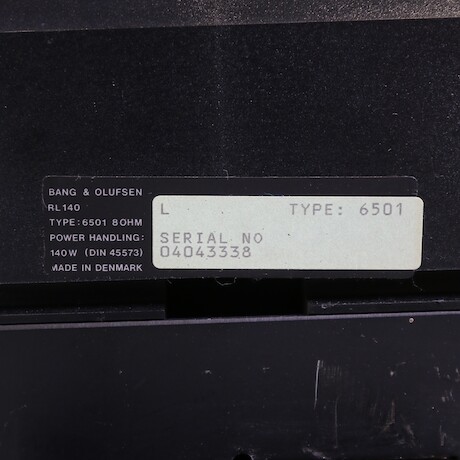 BANG & OLUFSEN
RL140
TYPE:6501 8OHM
POWER HANDLING:
140W (DIN 45573)
MADE IN DENMARK
L TYPE: 6501
SERIAL NO
04043338